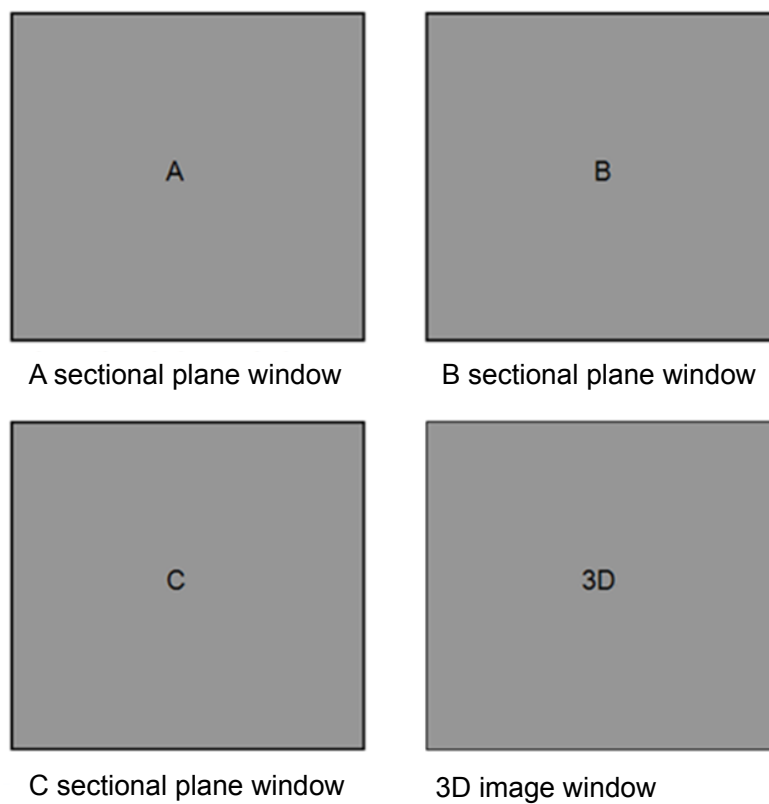 A
B
A sectional plane window
B sectional plane window
C
3D
C sectional plane window
3D image window